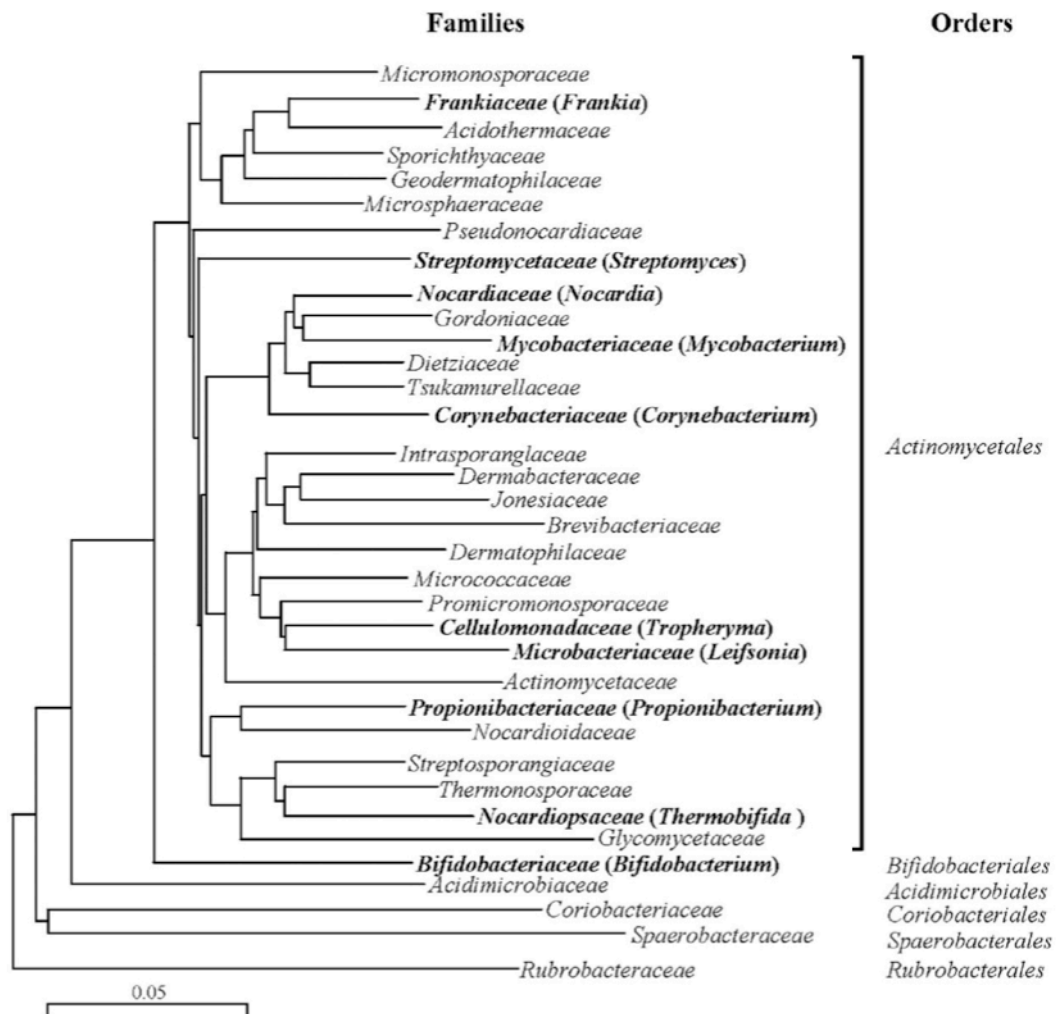 Families Orders
Micromonosporaceae
Frankiaceae (Frankia)
Acidothermaceae
Sporichthyaceae
Geodermatophilaceae
Microsphaeraceae
Pseudonocardiaceae
Streptomycetaceae (Streptomyces)
Nocardiaceae (Nocardia)
Gordoniaceae
Mycobacteriaceae (Mycobacterium)
Dietziaceae
Tsukamurellaceae
Corynebacteriaceae (Corynebacterium)
Actinomycetales
Intrasporanglaceae
Dermabacteraceae
Jonesiaceae
Brevibacteriaceae
Dermatophilaceae
Micrococcaceae
Promicromonosporaceae
Cellulomonadaceae (Tropheryma)
Microbacteriaceae (Leifsonia)
Actinomycetaceae
Propionibacteriaceae (Propionibacterium)
Nocardioidaceae
Streptosporangiaceae
Thermonosporaceae
Nocardiopsaceae (Thermobifida )
Glycomycetaceae
Bifidobacteriaceae (Bifidobacterium) Bifidobacteriales
Acidimicrobiaceae Acidimicrobiales
Coriobacteriaceae Coriobacteriales
Spaerobacteraceae Spaerobacterales
Rubrobacteraceae Rubrobacterales
0.05